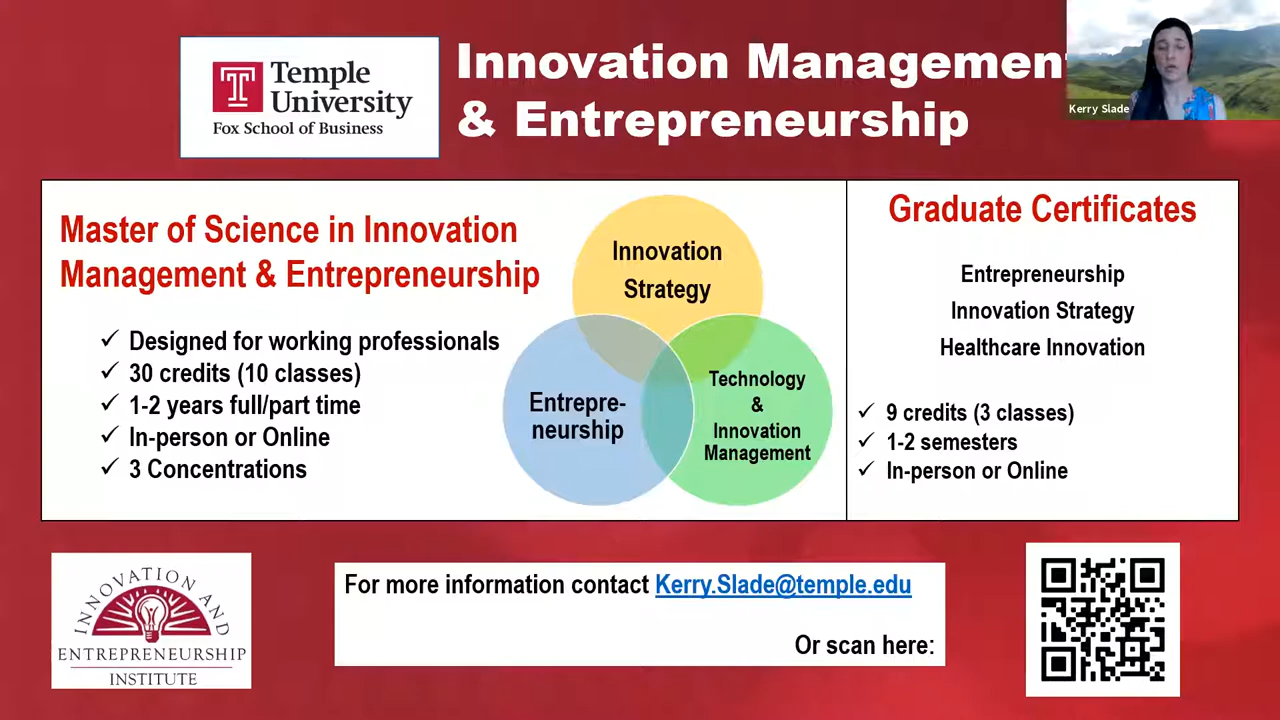 Temple
University
Fox School of Business
Innovation Managemen
& Entrepreneurship
Kerry Slade
Master of Science in Innovation
Management & Entrepreneurship
✓ Designed for working professionals
✓ 30 credits (10 classes)
✓ 1-2 years full/part time
✓ In-person or Online
✓ 3 Concentrations
Innovation
Strategy
Entrepre-
neurship
Technology
&
Innovation
Management
Graduate Certificates
Entrepreneurship
Innovation Strategy
Healthcare Innovation
✓ 9 credits (3 classes)
✓ 1-2 semesters
✓ In-person or Online
INNOVATION AND
ENTREPRENEURSHIP
INSTITUTE
For more information contact Kerry.Slade@temple.edu
Or scan here: